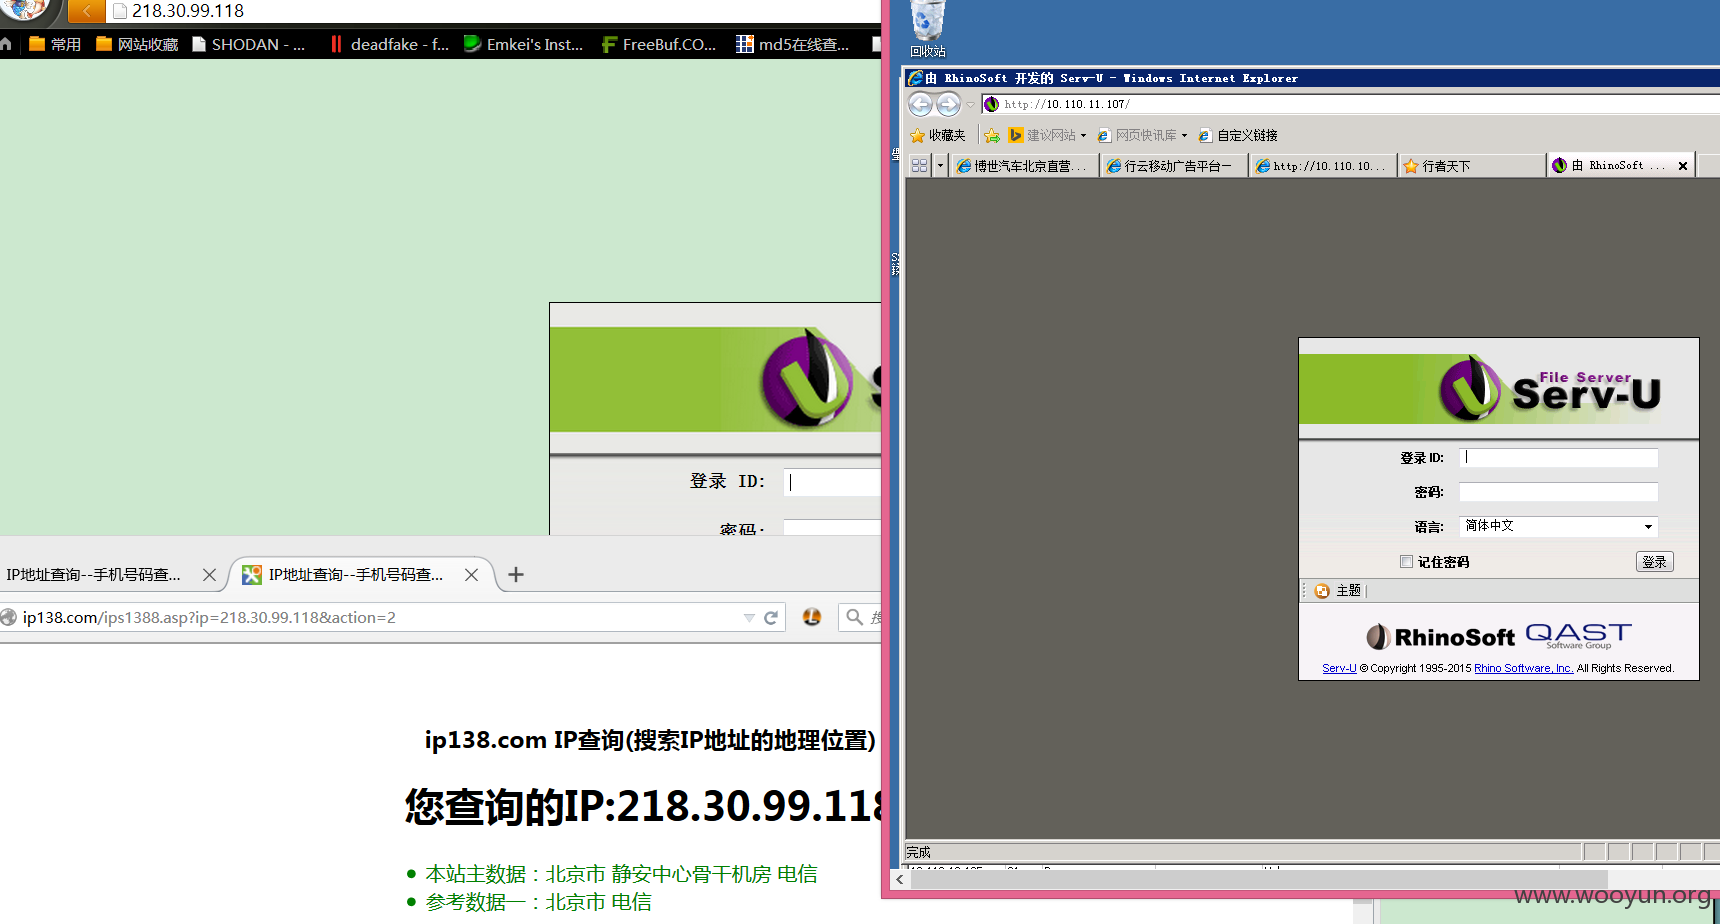 218.30.99.118
常用 网站收藏 SHODAN - ... deadfake - f... Emkei's Inst... FreeBuf.CO... md5在线查...
登录 ID:
密码:
IP地址查询--手机号码查... IP地址查询--手机号码查...
ip138.com/ips1388.asp?ip=218.30.99.118&action=2
ip138.com IP查询(搜索IP地址的地理位置)
您查询的IP:218.30.99.118
本站主数据：北京市 静安中心骨干机房 电信
参考数据一：北京市 电信
回收站
由 RhinoSoft 开发的 Serv-U - Windows Internet Explorer
http://10.110.11.107/
收藏夹 建议网站 网页快讯库 自定义链接
博世汽车北京直营... 行云移动广告平台— http://10.110.10... 行者天下 由 RhinoSoft ...
File Server
Serv-U
登录 ID:
密码:
语言: 简体中文
记住密码 登录
主题
RhinoSoft QAST
Software Group
Serv-U © Copyright 1995-2015 Rhino Software, Inc. All Rights Reserved.
完成
www.wooyun.org